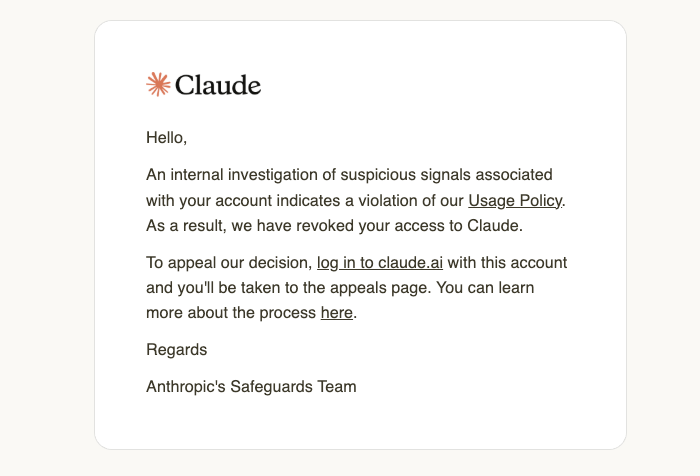 Claude
Hello,
An internal investigation of suspicious signals associated
with your account indicates a violation of our Usage Policy.
As a result, we have revoked your access to Claude.
To appeal our decision, log in to claude.ai with this account
and you'll be taken to the appeals page. You can learn
more about the process here.
Regards
Anthropic's Safeguards Team